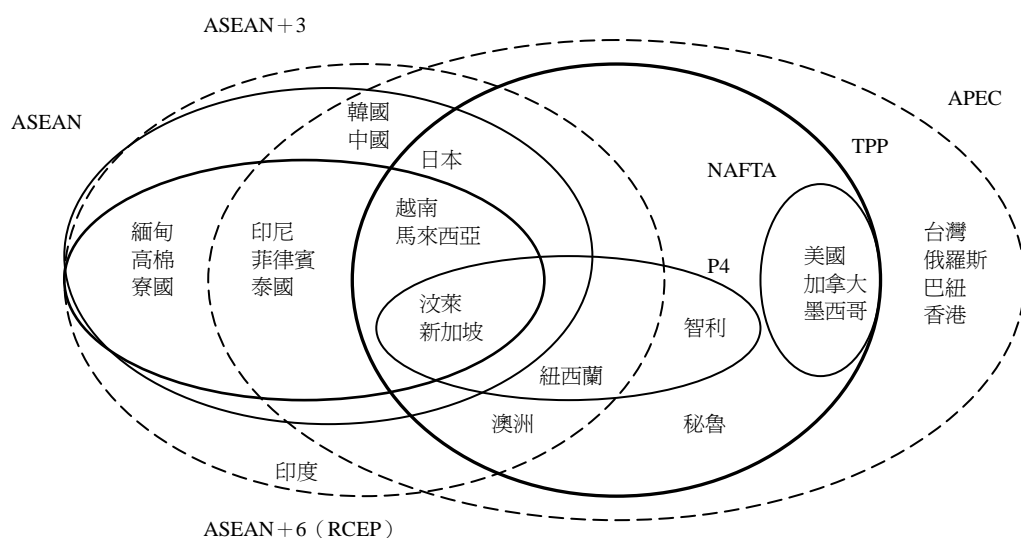 ASEAN＋3
APEC
ASEAN
韓國
中國
TPP
日本
NAFTA
越南
馬來西亞
緬甸
高棉
寮國
印尼
菲律賓
泰國
台灣
俄羅斯
巴紐
香港
美國
加拿大
墨西哥
P4
汶萊
新加坡
智利
紐西蘭
澳洲
秘魯
印度
ASEAN＋6（RCEP）